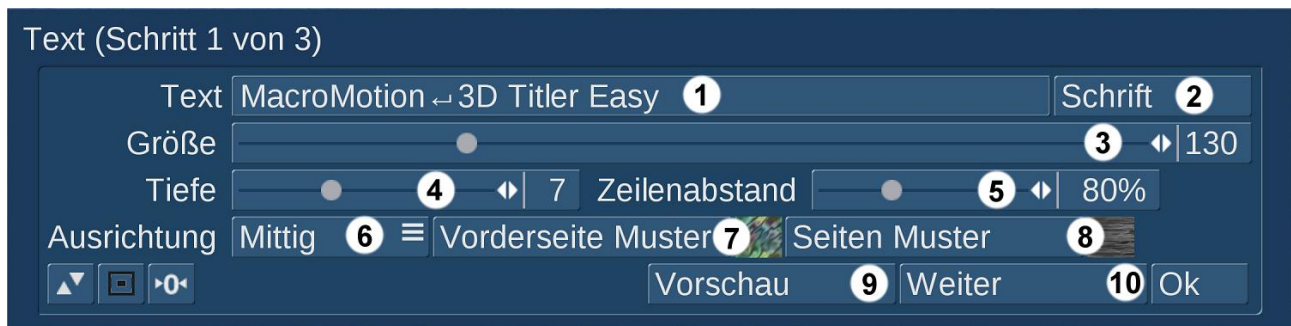 Text (Schritt 1 von 3)
Text MacroMotion↵3D Titler Easy 1 Schrift 2
Größe 3 130
Tiefe 4 7 Zeilenabstand 5 80%
Ausrichtung Mittig 6 Vorderseite Muster 7 Seiten Muster 8
0 Vorschau 9 Weiter 10 Ok